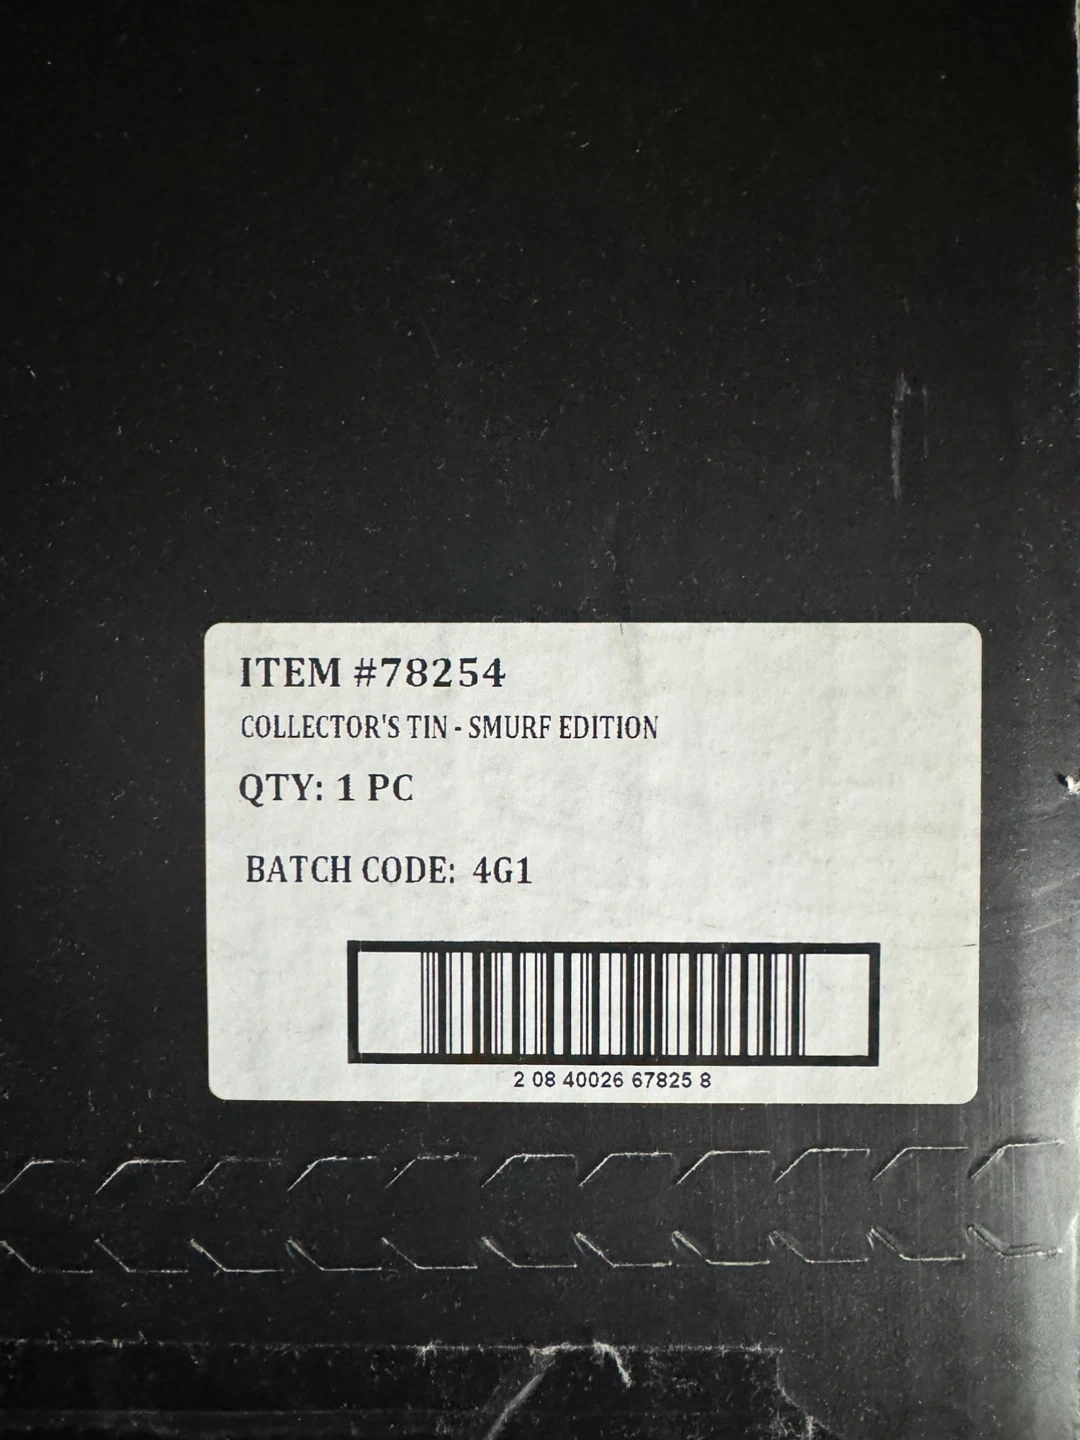 ITEM #78254
COLLECTOR'S TIN - SMURF EDITION
QTY: 1 PC
BATCH CODE: 4G1
2 08 40026 67825 8